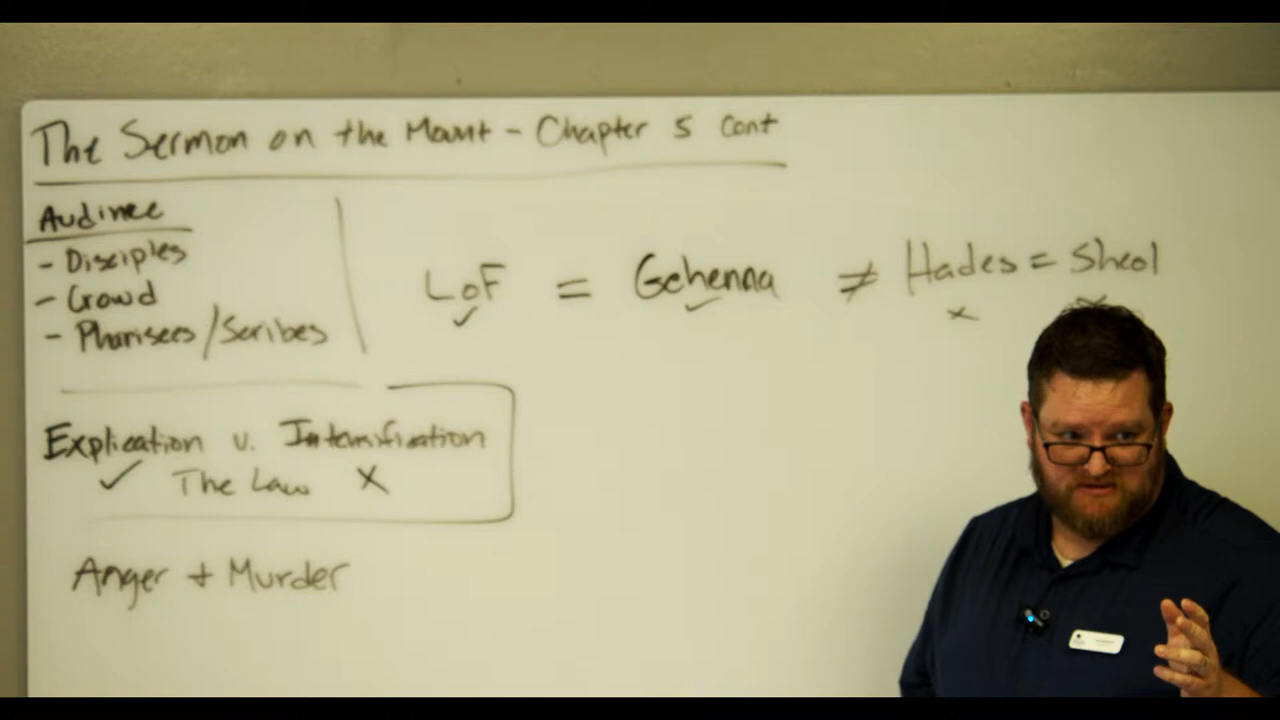 The Sermon on the Mount - Chapter 5 cont
Audince
- Disciples
- Crowd
- Pharisees/Scribes
LoF = Gehenna ≠ Hades = Sheol
✓ ✓ x x
Explication v. Intensification
✓ The Law X
Anger + Murder